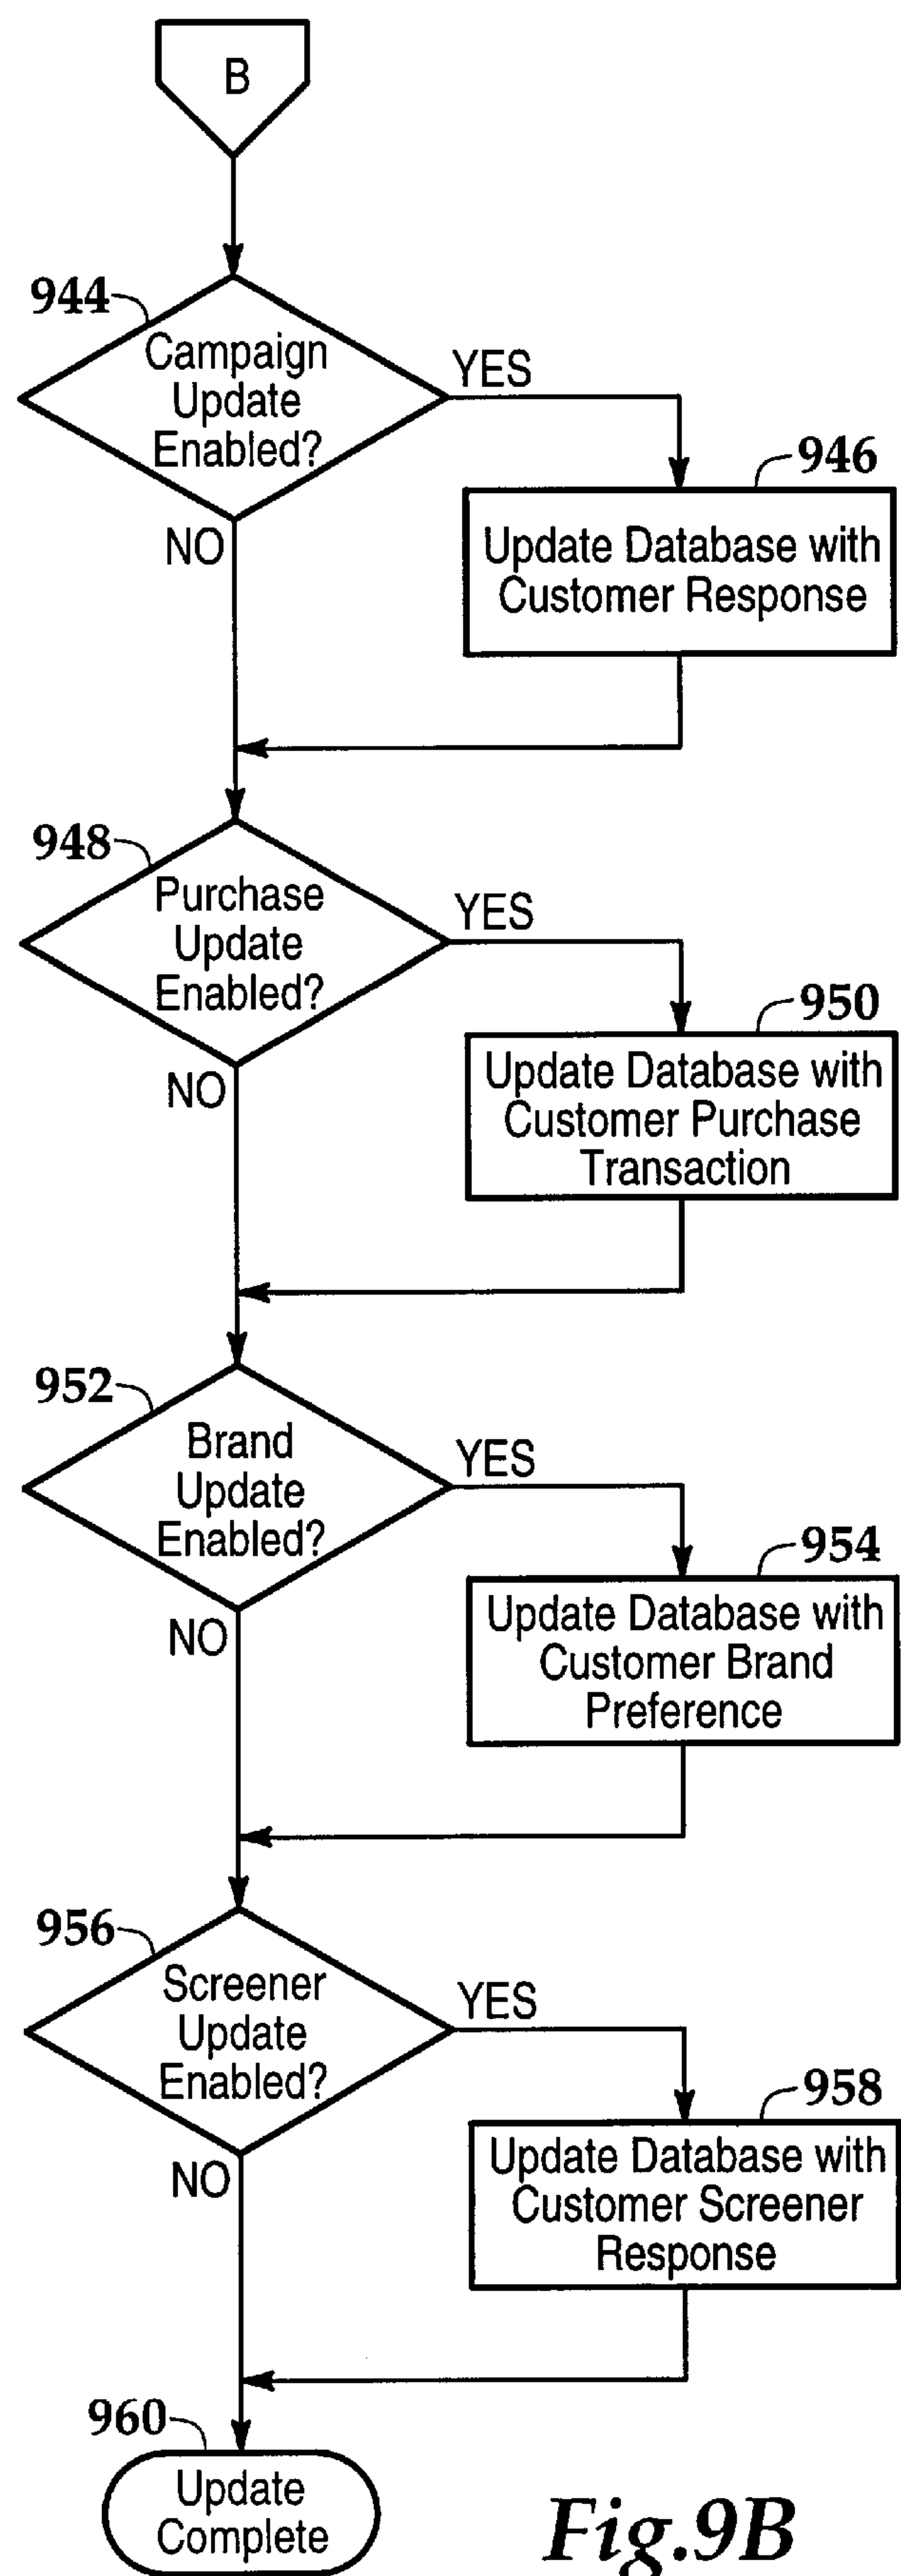 B
944
Campaign
Update
Enabled?
YES
NO
946
Update Database with
Customer Response
948
Purchase
Update
Enabled?
YES
NO
950
Update Database with
Customer Purchase
Transaction
952
Brand
Update
Enabled?
YES
NO
954
Update Database with
Customer Brand
Preference
956
Screener
Update
Enabled?
YES
NO
958
Update Database with
Customer Screener
Response
960
Update
Complete
Fig.9B